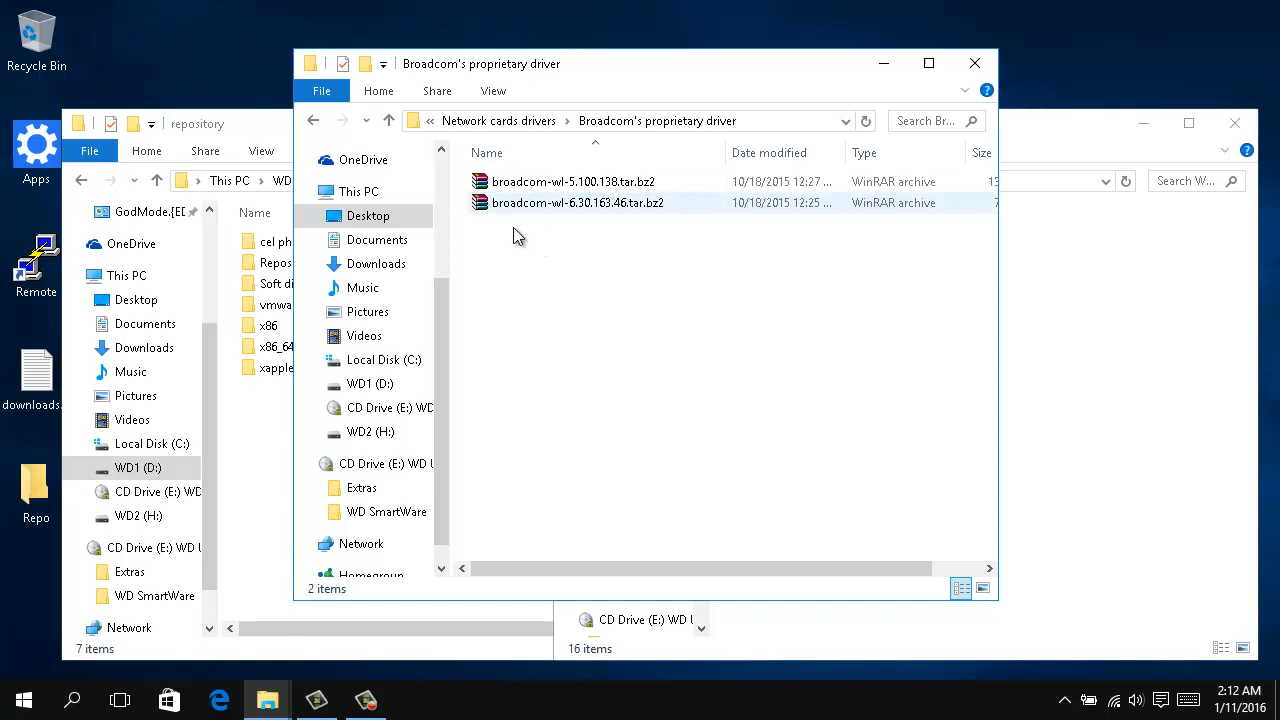 Recycle Bin
Apps
Remote
downloads.
Repo
repository
File
Home
Share
View
This PC
WD
Search W...
GodMode.{ED
OneDrive
This PC
Desktop
Documents
Downloads
Music
Pictures
Videos
Local Disk (C:)
WD1 (D:)
CD Drive (E:) WD
WD2 (H:)
CD Drive (E:) WD U
Extras
WD SmartWare
Network
Name
cel ph
Repos
Soft di
vmwa
x86
x86_64
xapple
7 items
Broadcom's proprietary driver
File
Home
Share
View
« Network cards drivers
Broadcom's proprietary driver
Search Br...
OneDrive
This PC
Desktop
Documents
Downloads
Music
Pictures
Videos
Local Disk (C:)
WD1 (D:)
CD Drive (E:) WD
WD2 (H:)
CD Drive (E:) WD U
Extras
WD SmartWare
Network
Homegroup
Name Date modified Type Size
broadcom-wl-5.100.138.tar.bz2 10/18/2015 12:27 ... WinRAR archive 13
broadcom-wl-6.30.163.46.tar.bz2 10/18/2015 12:25 ... WinRAR archive 7
2 items
CD Drive (E:) WD U
16 items
2:12 AM
1/11/2016